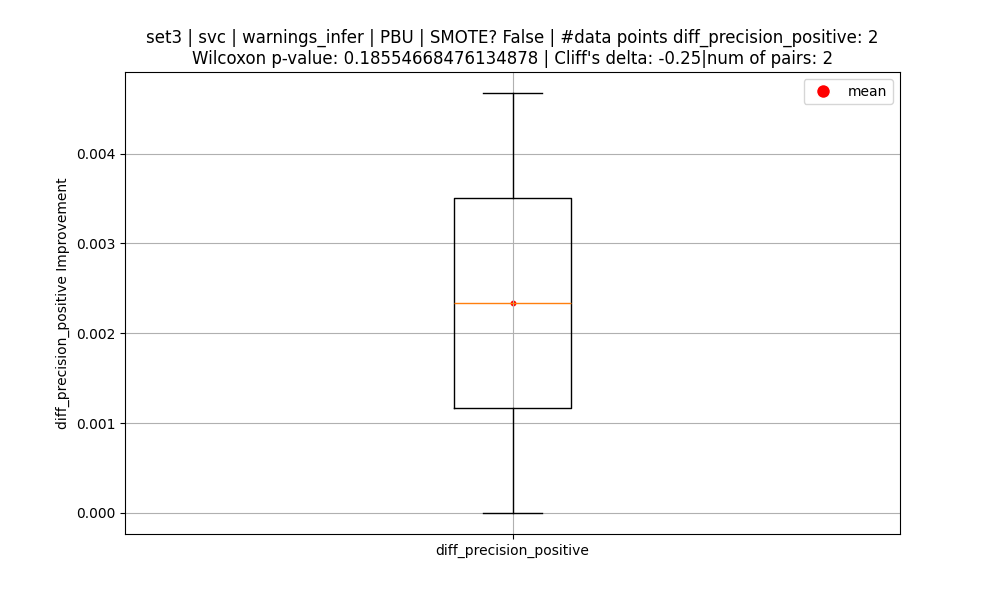 set3 | svc | warnings_infer | PBU | SMOTE? False | #data points diff_precision_positive: 2
Wilcoxon p-value: 0.18554668476134878 | Cliff's delta: -0.25|num of pairs: 2
mean
0.004
0.003
0.002
0.001
0.000
diff_precision_positive Improvement
diff_precision_positive